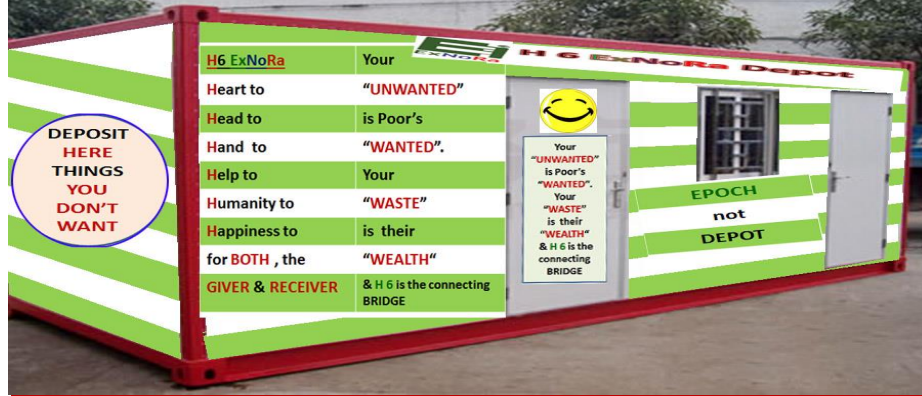 DEPOSIT
HERE
THINGS
YOU
DON'T
WANT
H6 ExNoRa Your
Heart to "UNWANTED"
Head to is Poor's
Hand to "WANTED".
Help to Your
Humanity to "WASTE"
Happiness to is their
for BOTH , the "WEALTH"
GIVER & RECEIVER & H 6 is the connecting
BRIDGE
ExNoRa
H 6 ExNoRa Depot
Your
"UNWANTED"
is Poor's
"WANTED".
Your
"WASTE"
is their
"WEALTH"
& H 6 is the
connecting
BRIDGE
EPOCH
not
DEPOT